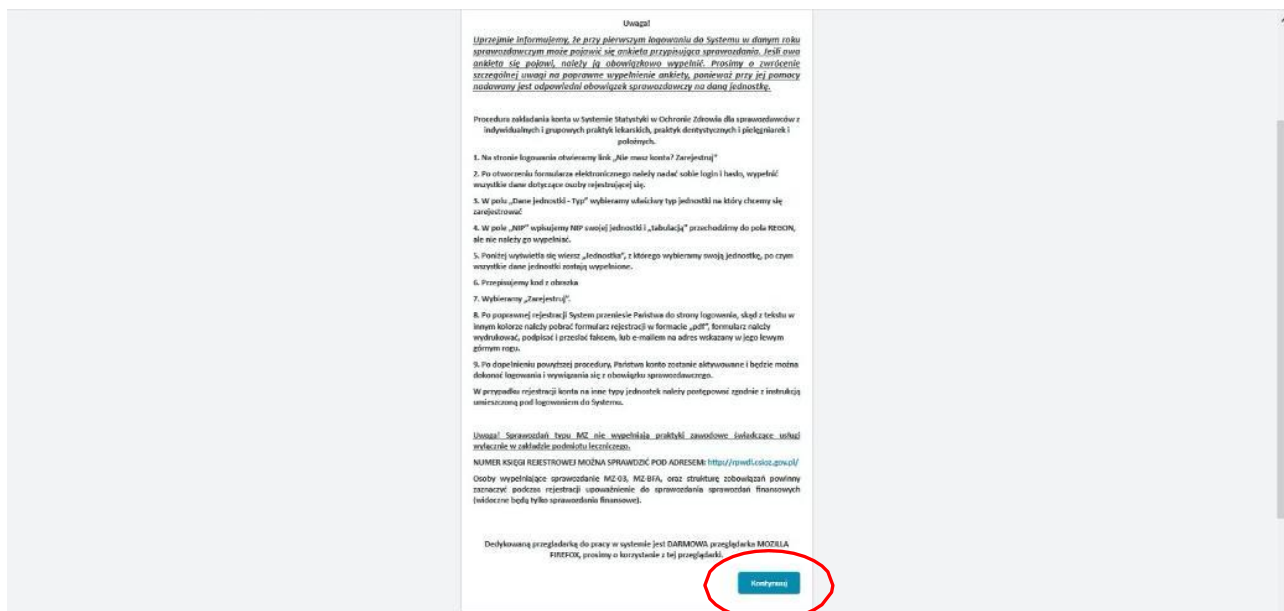 Uwaga!
Uprzejmie informujemy, że przy pierwszym logowaniu do Systemu w danym roku
sprawozdawczym może pojawić się ankieta przypisująca sprawozdania. Jeśli owa
ankieta się pojawi, należy ją obowiązkowo wypełnić. Prosimy o zwrócenie
szczególnej uwagi na poprawne wypełnienie ankiety, ponieważ przy jej pomocy
nadawany jest odpowiedni obowiązek sprawozdawczy na daną jednostkę.
Procedura zakładania konta w Systemie Statystyki w Ochronie Zdrowia dla sprawozdawców z
indywidualnych i grupowych praktyk lekarskich, praktyk dentystycznych i pielęgniarek i
położnych.
1. Na stronie logowania otwieramy link „Nie masz konta? Zarejestruj"
2. Po otworzeniu formularza elektronicznego należy nadać sobie login i hasło, wypełnić
wszystkie dane dotyczące osoby rejestrującej się.
3. W polu „Dane jednostki - Typ" wybieramy właściwy typ jednostki na który chcemy się
zarejestrować
4. W pole „NIP" wpisujemy NIP swojej jednostki i „tabulacją" przechodzimy do pola REGON,
ale nie należy go wypełniać.
5. Poniżej wyświetla się wiersz „Jednostka", z którego wybieramy swoją jednostkę, po czym
wszystkie dane jednostki zostają wypełnione.
6. Przepisujemy kod z obrazka
7. Wybieramy „Zarejestruj".
8. Po poprawnej rejestracji System przeniesie Państwa do strony logowania, skąd z tekstu w
innym kolorze należy pobrać formularz rejestracji w formacie „pdf", formularz należy
wydrukować, podpisać i przesłać faksem, lub e-mailem na adres wskazany w jego lewym
górnym rogu.
9. Po dopełnieniu powyższej procedury, Państwa konto zostanie aktywowane i będzie można
dokonać logowania i wywiązania się z obowiązku sprawozdawczego.
W przypadku rejestracji konta na inne typy jednostek należy postępować zgodnie z instrukcją
umieszczoną pod logowaniem do Systemu.
Uwaga! Sprawozdań typu MZ nie wypełniają praktyki zawodowe świadczące usługi
wyłącznie w zakładzie podmiotu leczniczego.
NUMER KSIĘGI REJESTROWEJ MOŻNA SPRAWDZIĆ POD ADRESEM: http://rpwdl.csioz.gov.pl/
Osoby wypełniające sprawozdanie MZ-03, MZ-BFA, oraz strukturę zobowiązań powinny
zaznaczyć podczas rejestracji upoważnienie do sprawozdania sprawozdań finansowych
(widoczne będą tylko sprawozdania finansowe).
Dedykowaną przegladarką do pracy w systemie jest DARMOWA przeglądarka MOZILLA
FIREFOX, prosimy o korzystanie z tej przeglądarki.
Kontynuuj